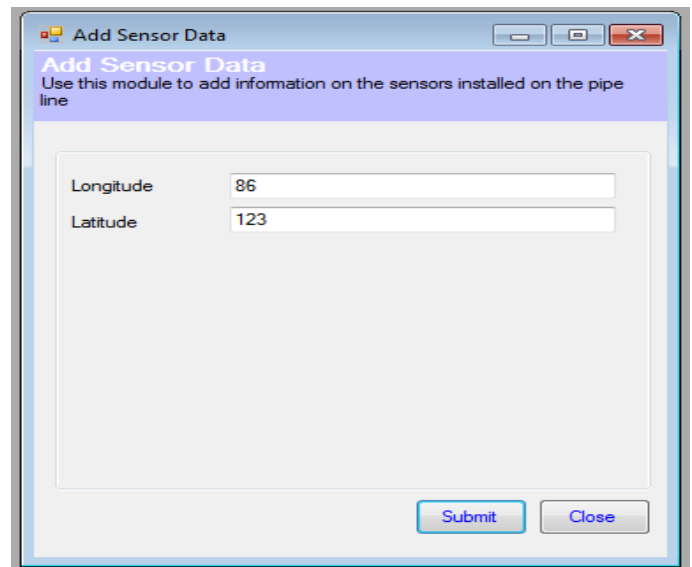 Add Sensor Data
Add Sensor Data
Use this module to add information on the sensors installed on the pipe
line
Longitude 86
Latitude 123
Submit Close